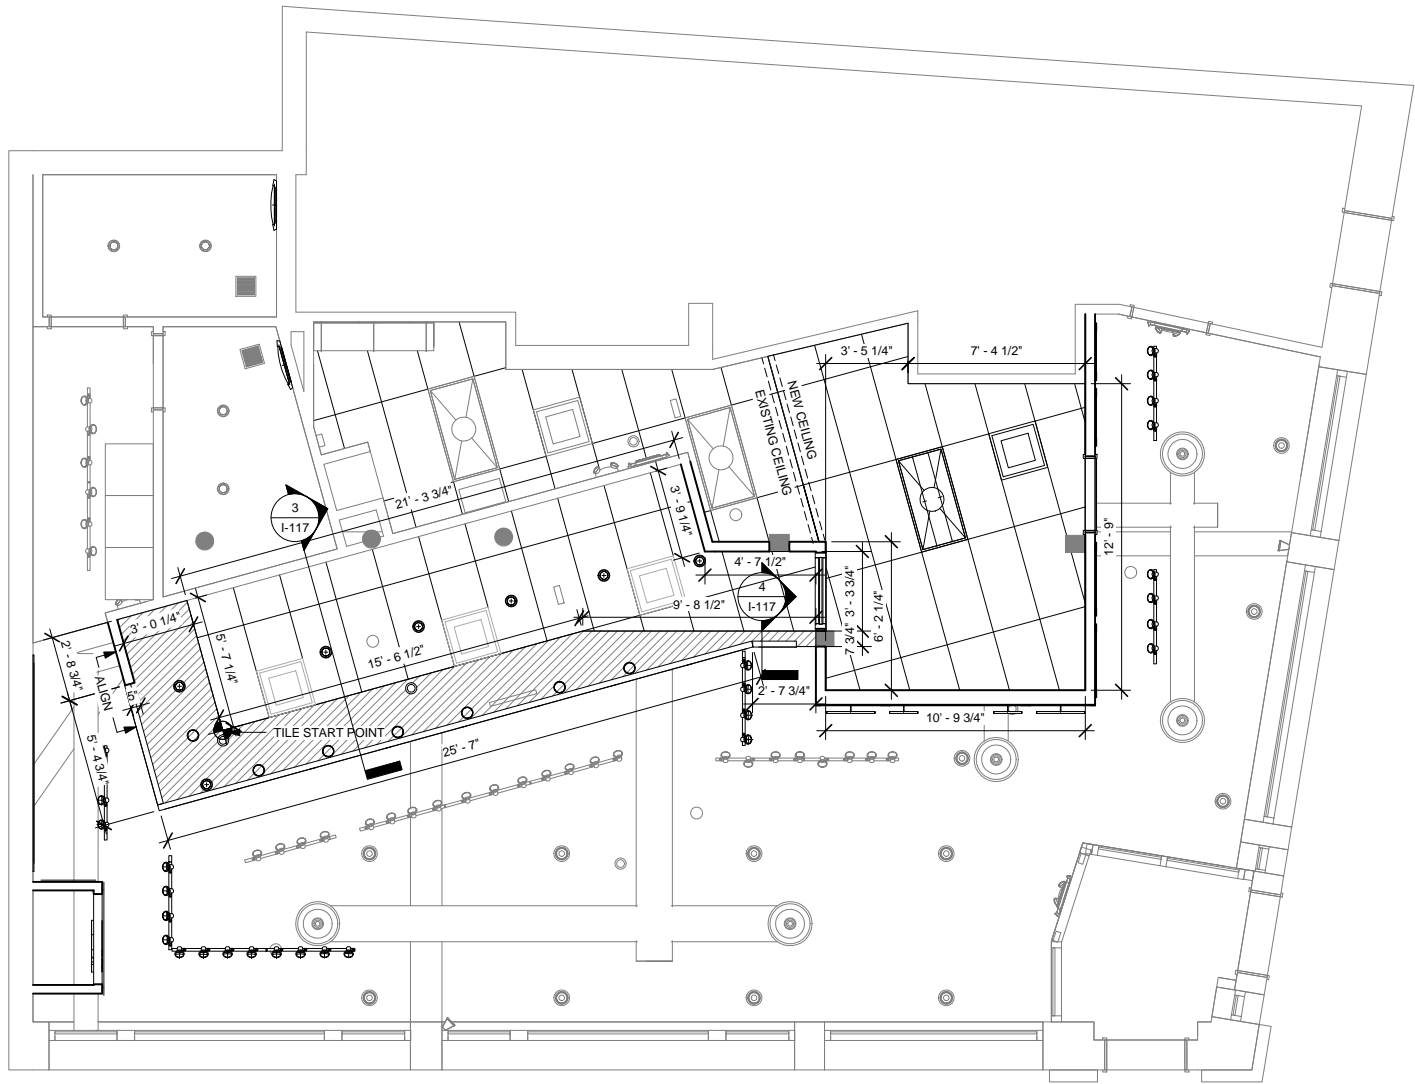 3' - 5 1/4"
7' - 4 1/2"
NEW CEILING
EXISTING CEILING
21' - 3 3/4"
3
I-117
3' - 9 1/4"
12' - 9"
4' - 7 1/2"
4
I-117
9' - 8 1/2"
3' - 3 3/4"
7 3/4"
6' - 2 1/4"
3' - 0 1/4"
5' - 7 1/4"
15' - 6 1/2"
2' - 8 3/4"
ALIGN
5"
2' - 7 3/4"
10' - 9 3/4"
TILE START POINT
25' - 7"
5' - 4 3/4"